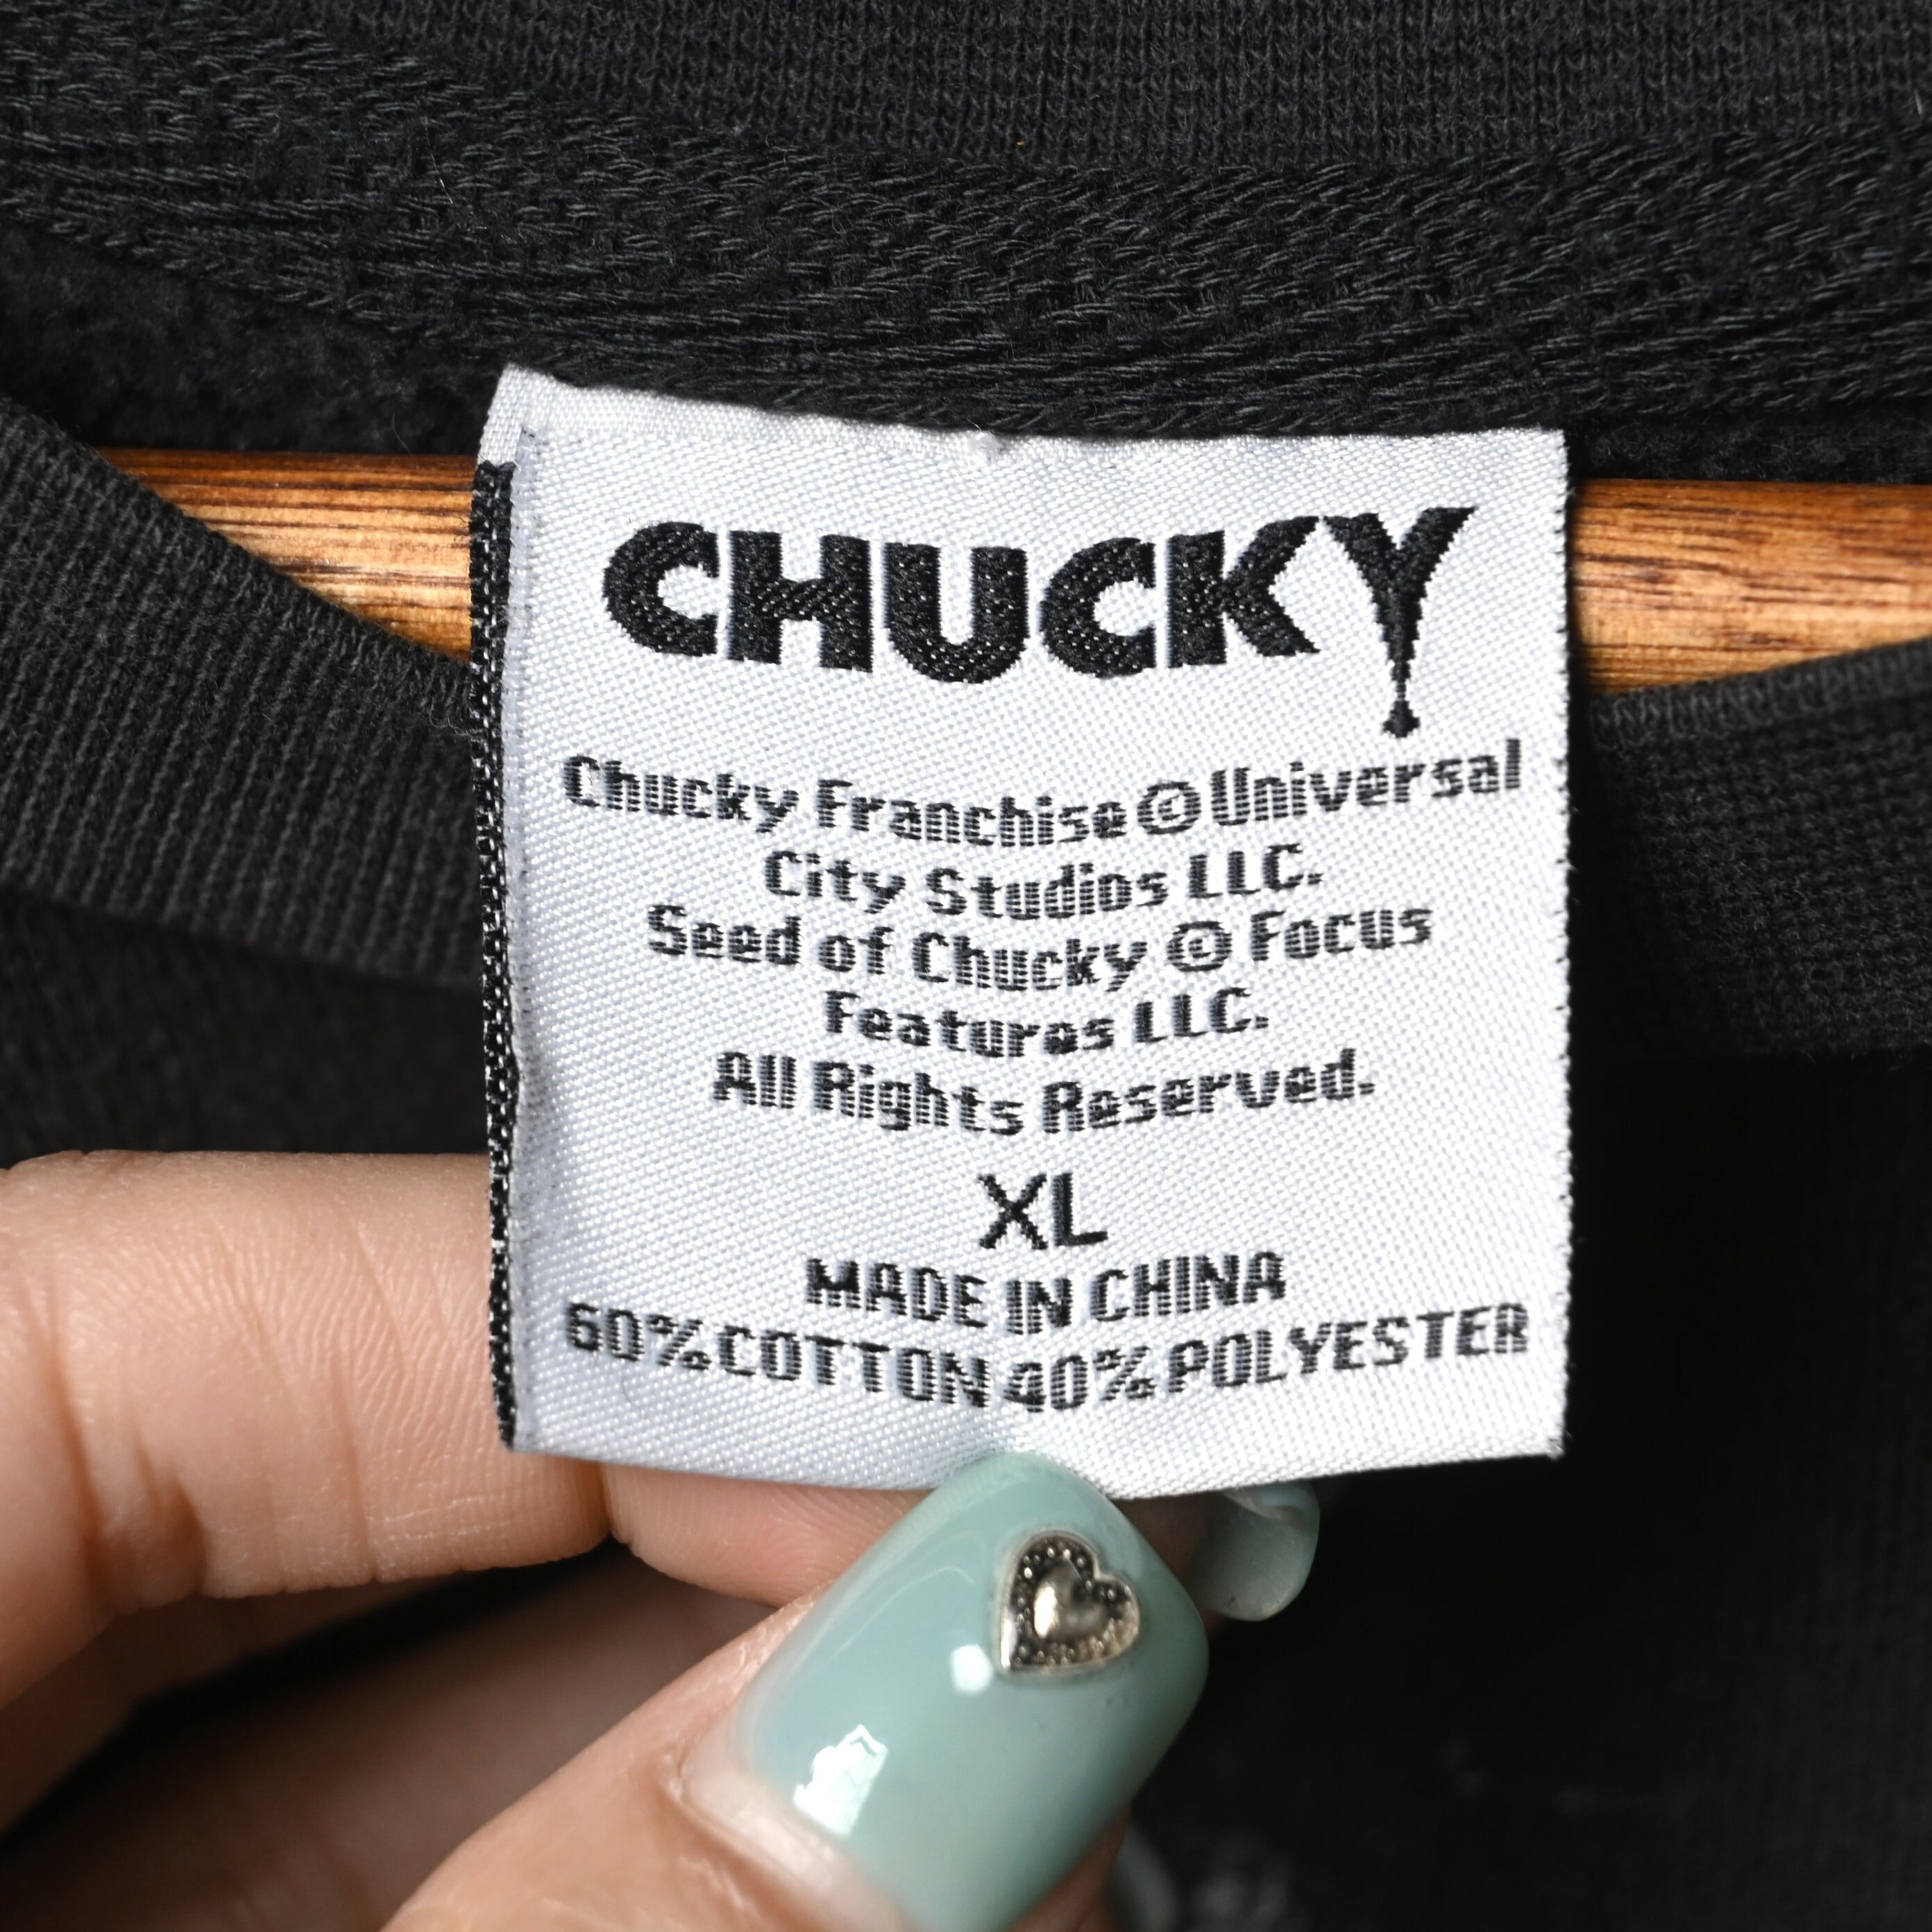 CHUCKY
Chucky Franchise © Universal
City Studios LLC.
Seed of Chucky © Focus
Features LLC.
All Rights Reserved.
XL
MADE IN CHINA
60% COTTON 40% POLYESTER